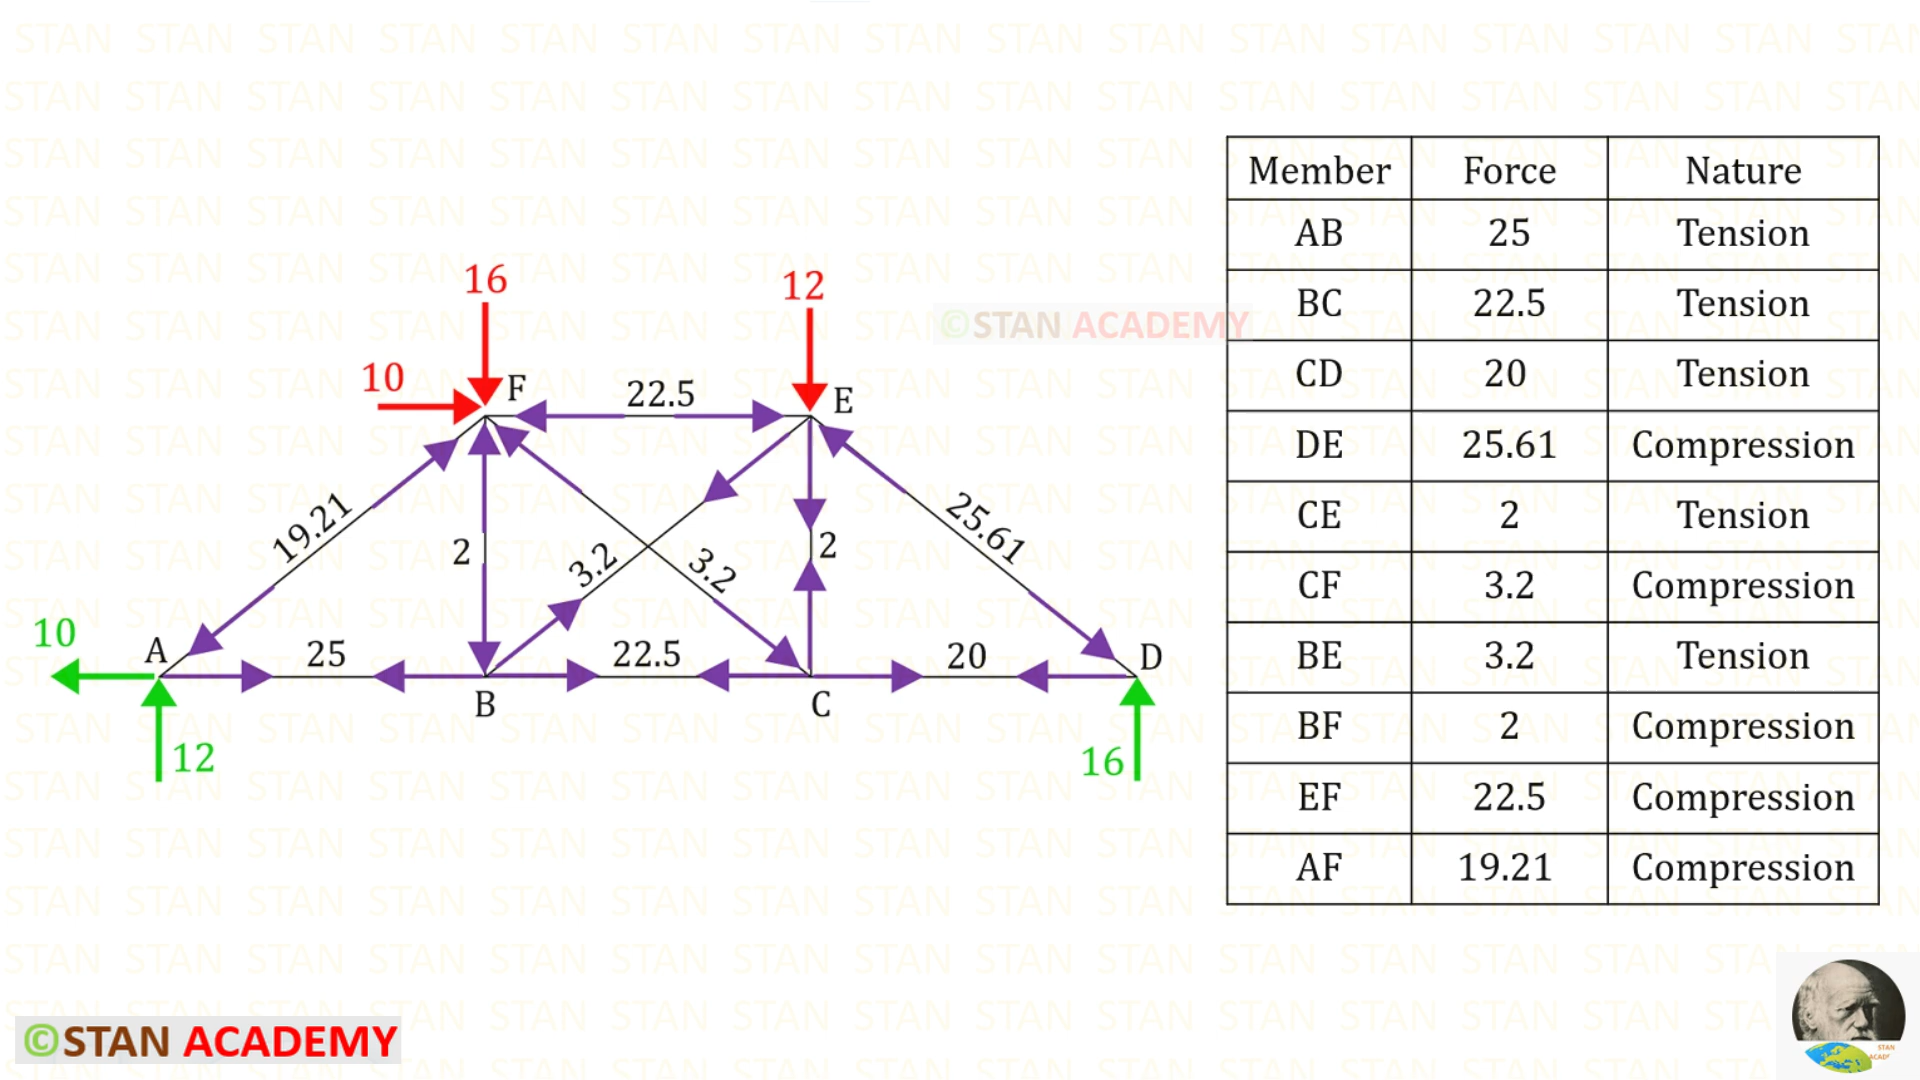 16
12
©STAN ACADEMY
10
F
22.5
E
19.21
2
3.2
3.2
2
25.61
10
A
25
22.5
20
D
B
C
12
16
Member Force Nature
AB 25 Tension
BC 22.5 Tension
CD 20 Tension
DE 25.61 Compression
CE 2 Tension
CF 3.2 Compression
BE 3.2 Tension
BF 2 Compression
EF 22.5 Compression
AF 19.21 Compression
©STAN ACADEMY